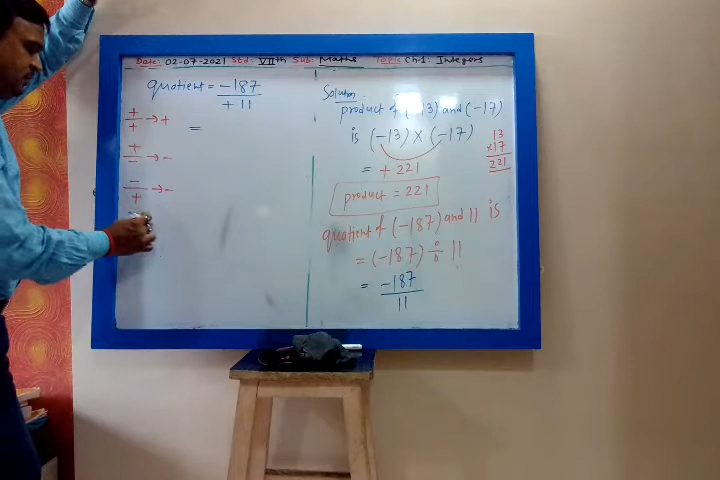 Date: 02-07-2021 Std: VIIth Sub: Maths Topic Ch-1: Integers
quotient = -187 / +11
=
+/+ → +
+/- → -
-/+ → -
Solution
product of (-13) and (-17)
is (-13) × (-17)
= + 221
13
×17
221
product = 221
quotient of (-187) and 11 is
= (-187) ÷ 11
= -187 / 11